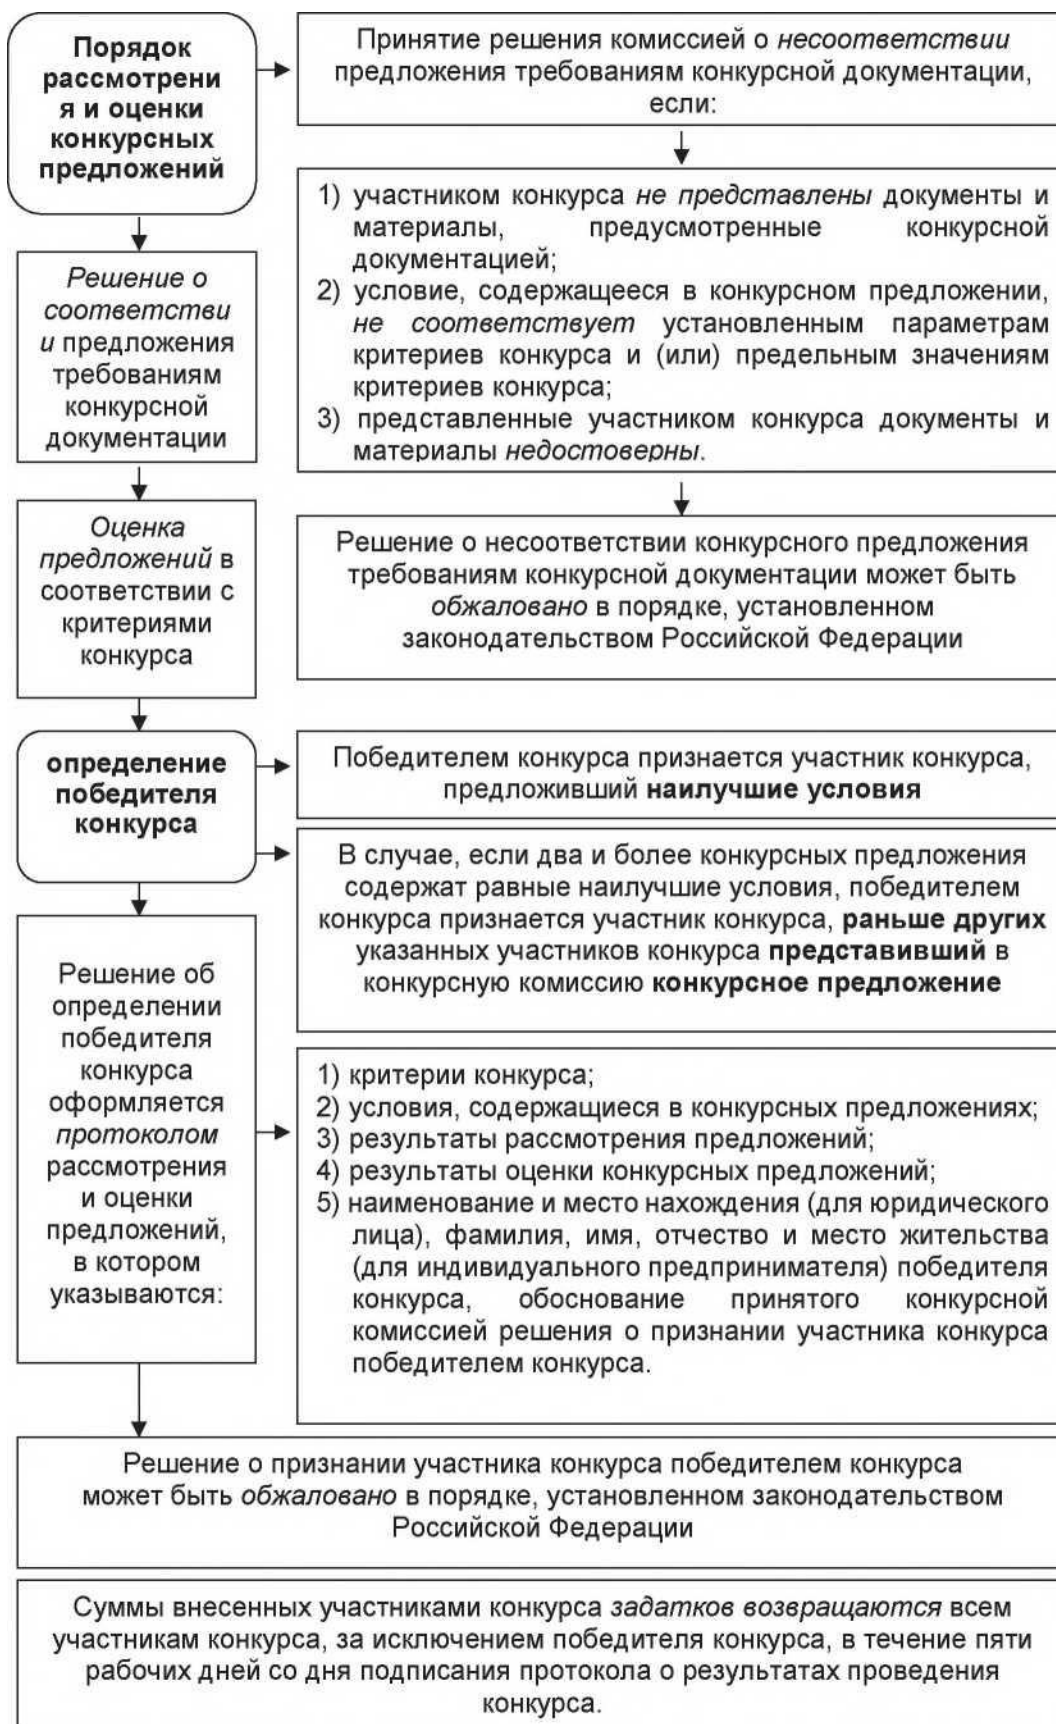 Порядок
рассмотрени
я и оценки
конкурсных
предложений
Принятие решения комиссией о несоответствии
предложения требованиям конкурсной документации,
если:
1) участником конкурса не представлены документы и
материалы, предусмотренные конкурсной
документацией;
2) условие, содержащееся в конкурсном предложении,
не соответствует установленным параметрам
критериев конкурса и (или) предельным значениям
критериев конкурса;
3) представленные участником конкурса документы и
материалы недостоверны.
Решение о
соответстви
и предложения
требованиям
конкурсной
документации
Оценка
предложений в
соответствии с
критериями
конкурса
Решение о несоответствии конкурсного предложения
требованиям конкурсной документации может быть
обжаловано в порядке, установленном
законодательством Российской Федерации
определение
победителя
конкурса
Победителем конкурса признается участник конкурса,
предложивший наилучшие условия
В случае, если два и более конкурсных предложения
содержат равные наилучшие условия, победителем
конкурса признается участник конкурса, раньше других
указанных участников конкурса представивший в
конкурсную комиссию конкурсное предложение
Решение об
определении
победителя
конкурса
оформляется
протоколом
рассмотрения
и оценки
предложений,
в котором
указываются:
1) критерии конкурса;
2) условия, содержащиеся в конкурсных предложениях;
3) результаты рассмотрения предложений;
4) результаты оценки конкурсных предложений;
5) наименование и место нахождения (для юридического
лица), фамилия, имя, отчество и место жительства
(для индивидуального предпринимателя) победителя
конкурса, обоснование принятого конкурсной
комиссией решения о признании участника конкурса
победителем конкурса.
Решение о признании участника конкурса победителем конкурса
может быть обжаловано в порядке, установленном законодательством
Российской Федерации
Суммы внесенных участниками конкурса задатков возвращаются всем
участникам конкурса, за исключением победителя конкурса, в течение пяти
рабочих дней со дня подписания протокола о результатах проведения
конкурса.